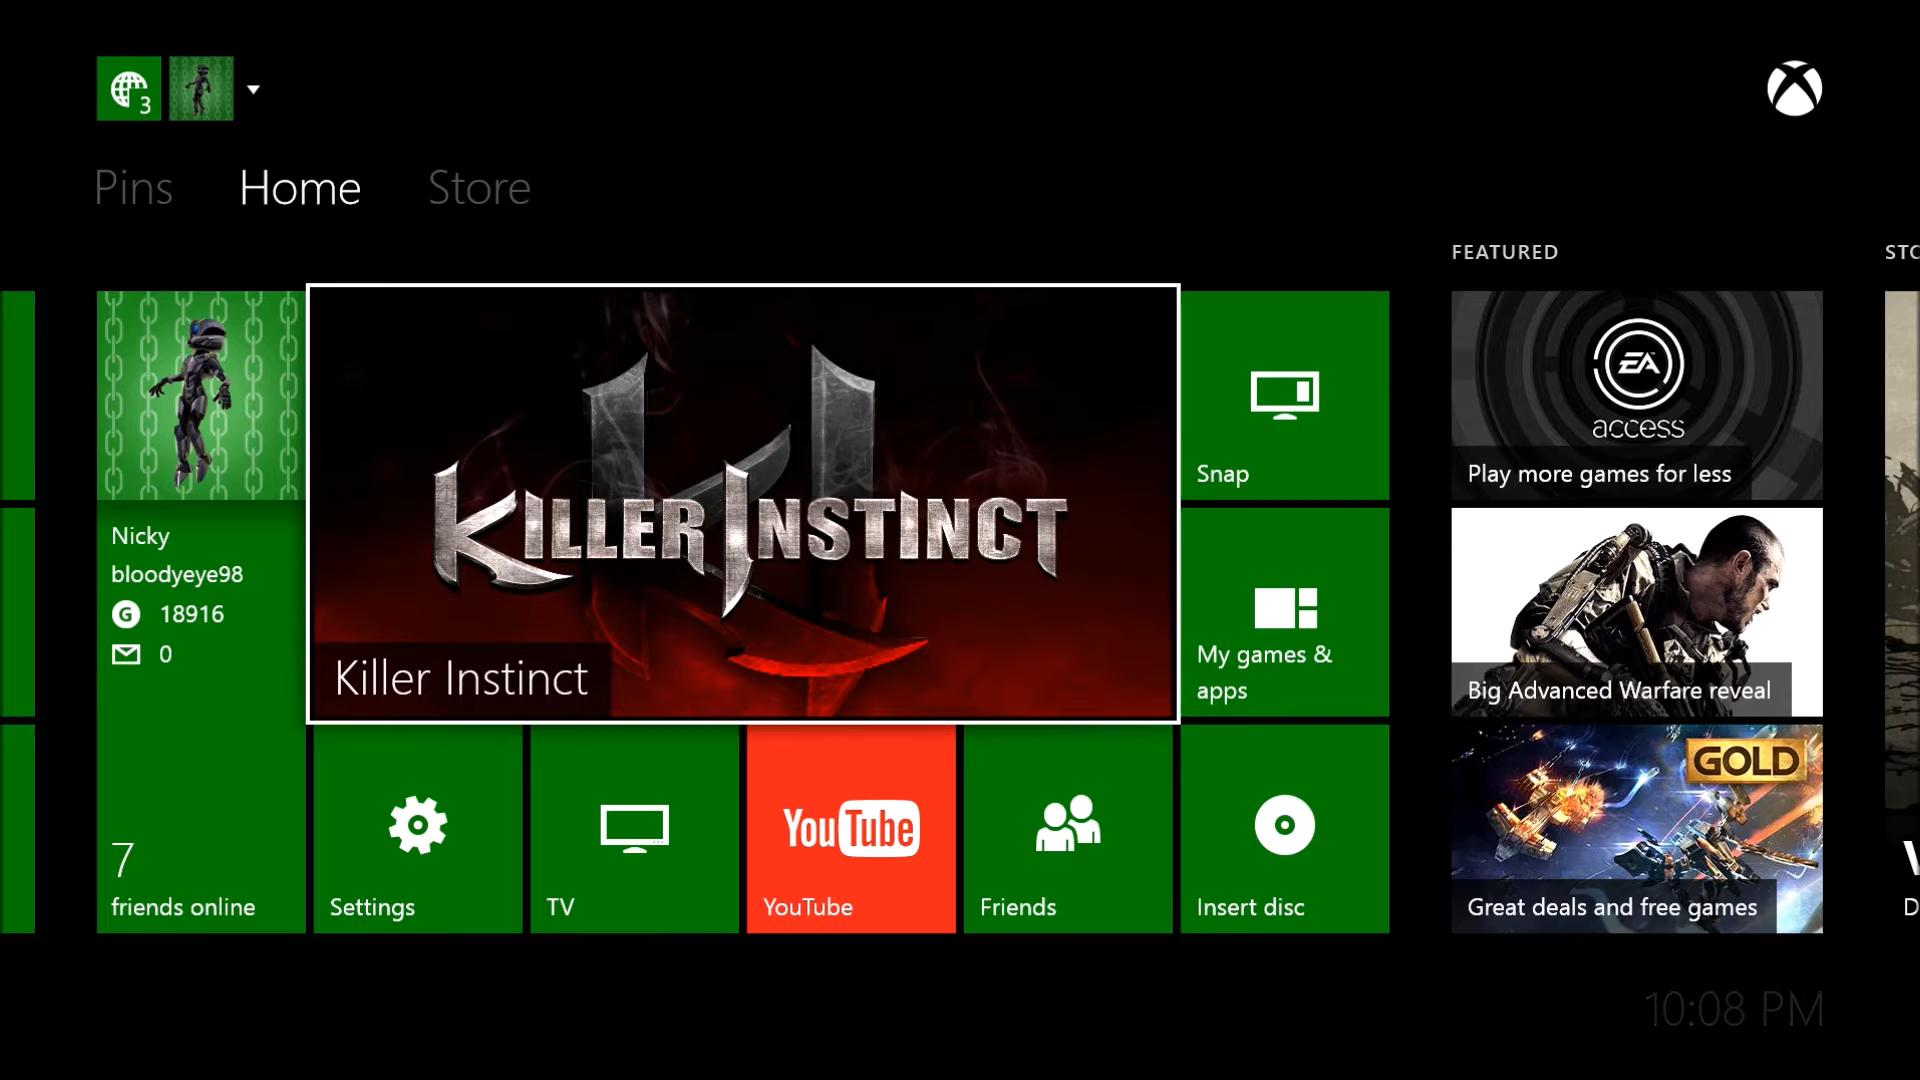 3
Pins Home Store
FEATURED
Nicky
bloodyeye98
G 18916
0
7
friends online
KILLER INSTINCT
Killer Instinct
Snap
My games &
apps
Settings
TV
YouTube
YouTube
Friends
Insert disc
EA
access
Play more games for less
Big Advanced Warfare reveal
GOLD
Great deals and free games
10:08 PM